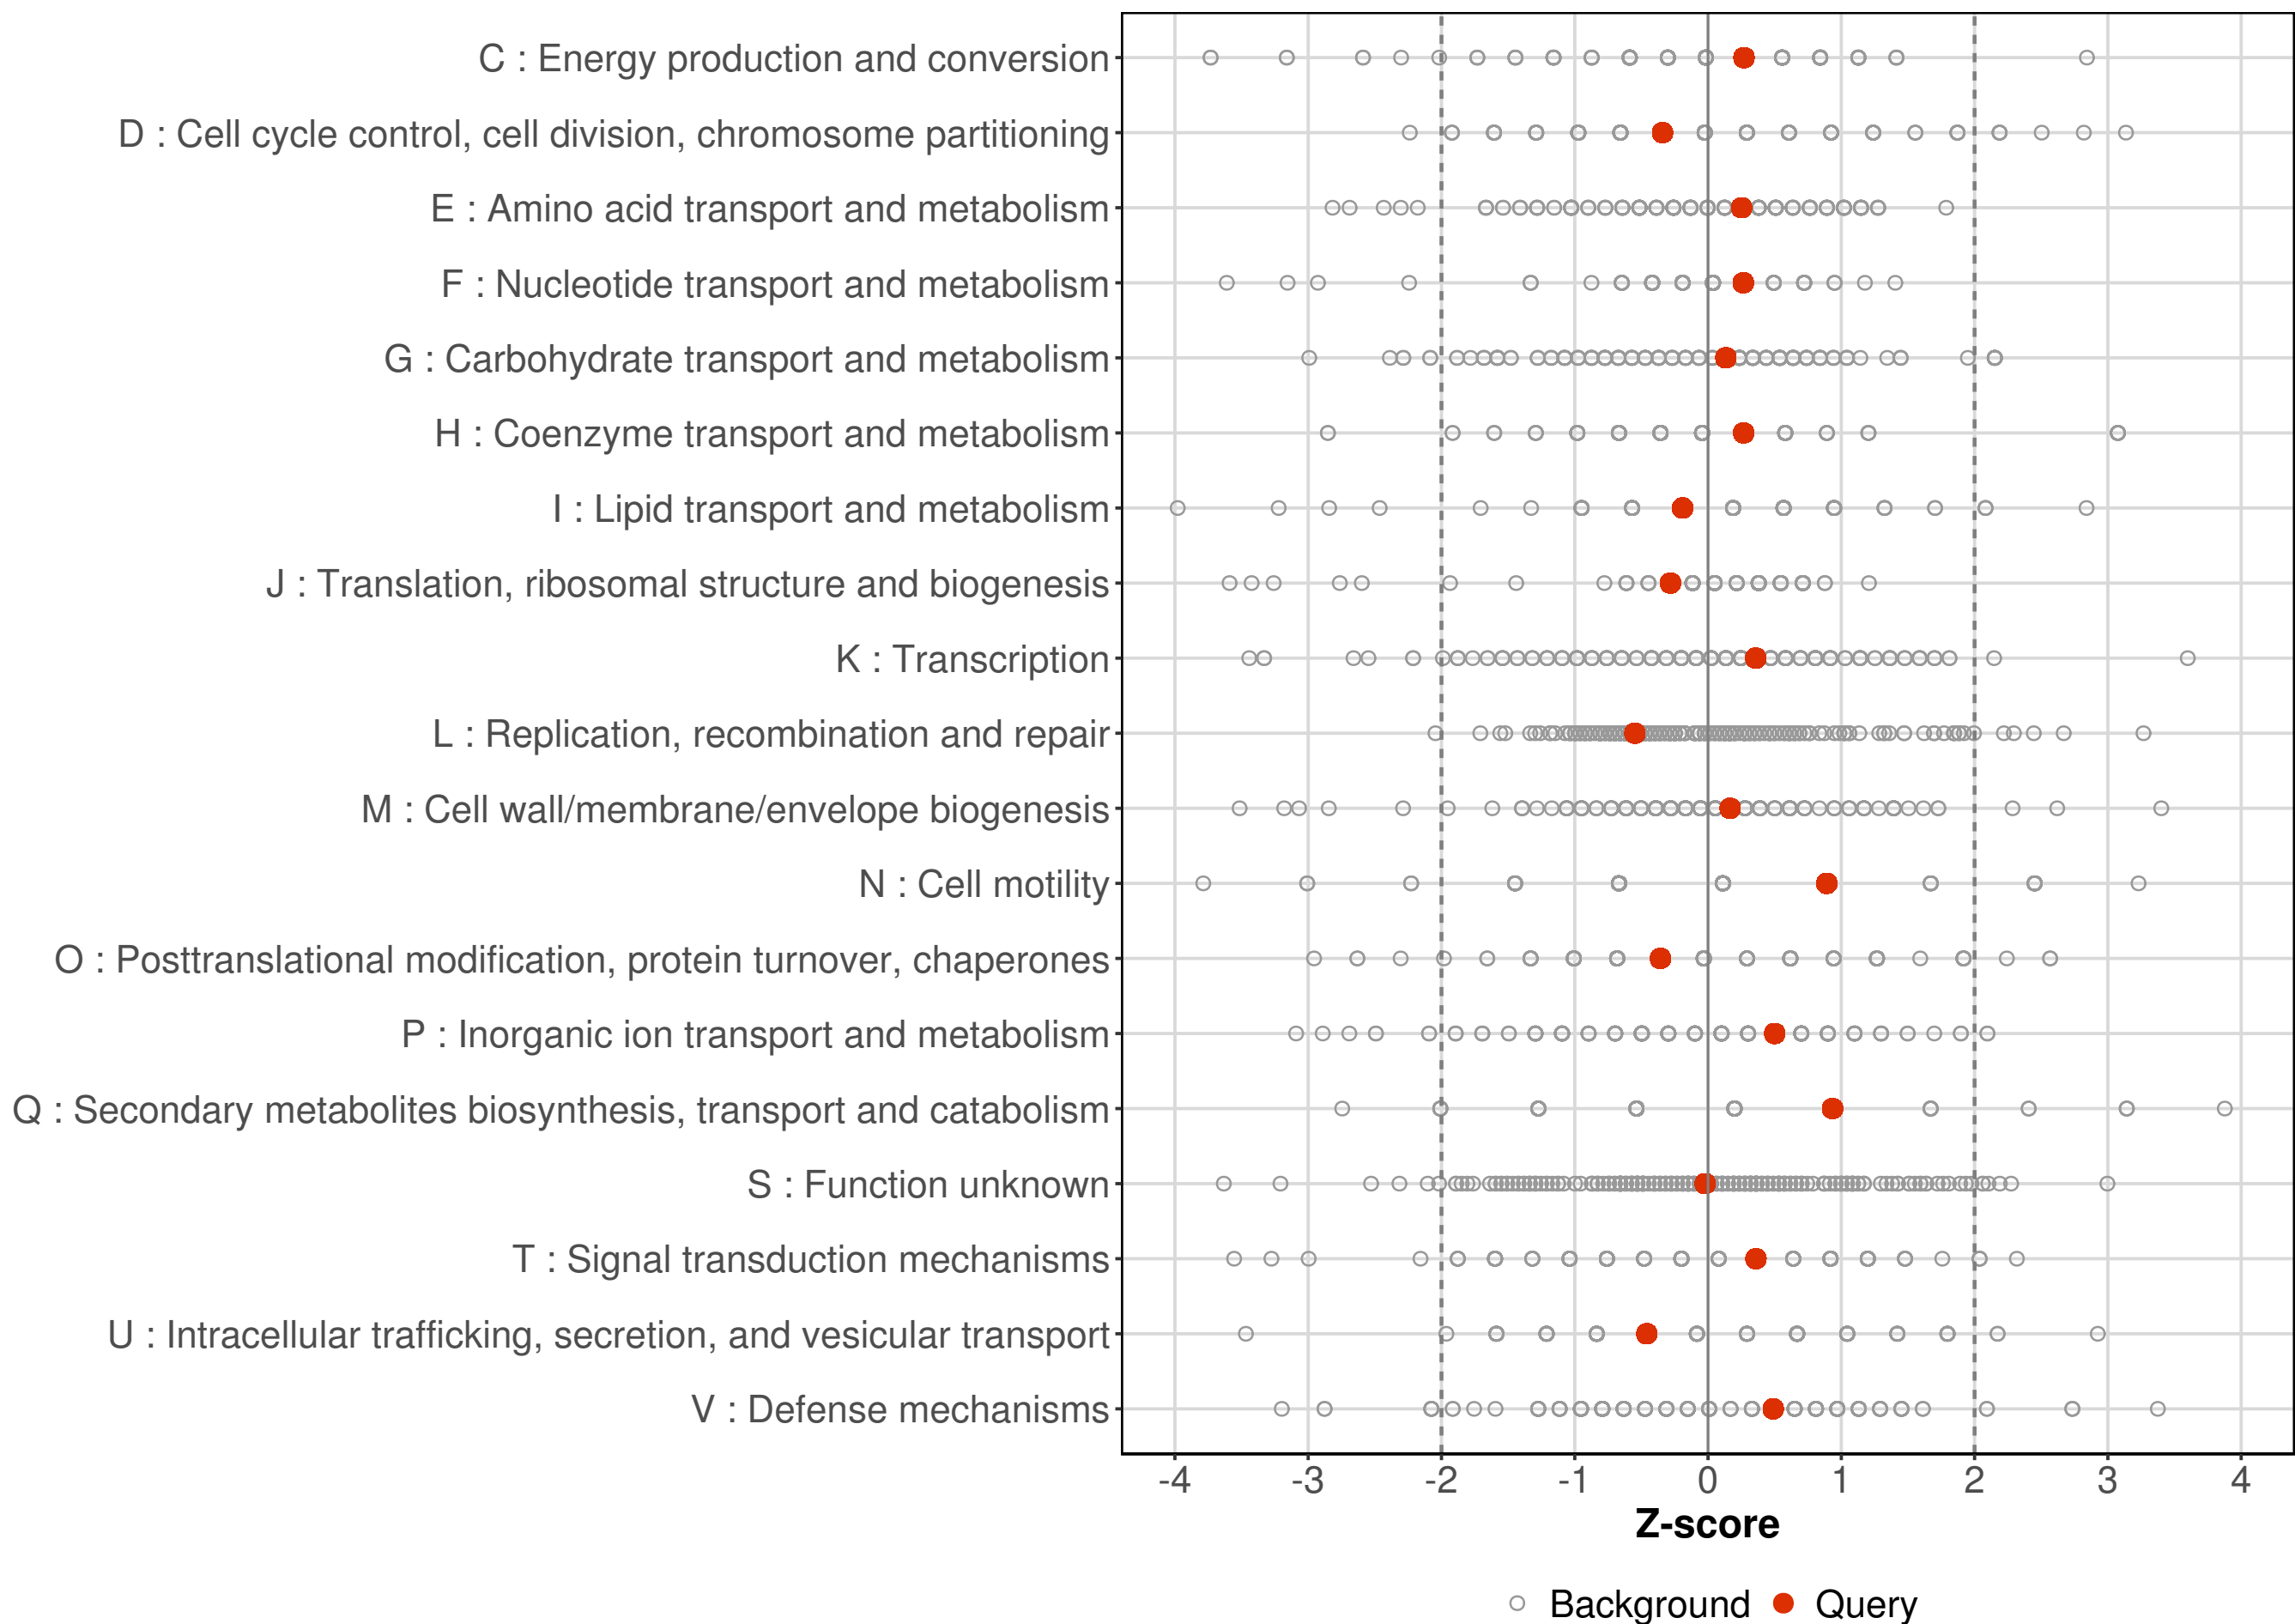 C : Energy production and conversion
D : Cell cycle control, cell division, chromosome partitioning
E : Amino acid transport and metabolism
F : Nucleotide transport and metabolism
G : Carbohydrate transport and metabolism
H : Coenzyme transport and metabolism
I : Lipid transport and metabolism
J : Translation, ribosomal structure and biogenesis
K : Transcription
L : Replication, recombination and repair
M : Cell wall/membrane/envelope biogenesis
N : Cell motility
O : Posttranslational modification, protein turnover, chaperones
P : Inorganic ion transport and metabolism
Q : Secondary metabolites biosynthesis, transport and catabolism
S : Function unknown
T : Signal transduction mechanisms
U : Intracellular trafficking, secretion, and vesicular transport
V : Defense mechanisms
-4 -3 -2 -1 0 1 2 3 4
Z-score
Background Query